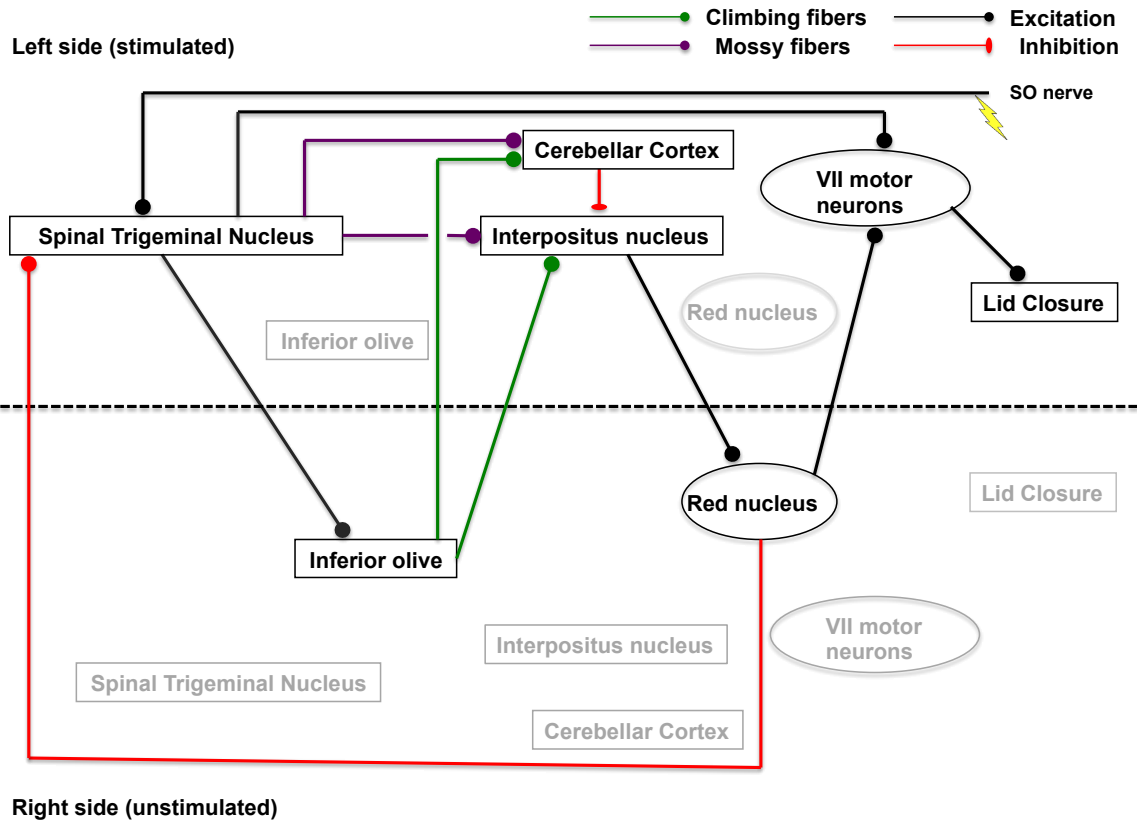 Climbing fibers
Excitation
Left side (stimulated)
Mossy fibers
Inhibition
SO nerve
Cerebellar Cortex
VII motor
neurons
Spinal Trigeminal Nucleus
Interpositus nucleus
Lid Closure
Red nucleus
Inferior olive
Lid Closure
Red nucleus
Inferior olive
VII motor
neurons
Interpositus nucleus
Spinal Trigeminal Nucleus
Cerebellar Cortex
Right side (unstimulated)